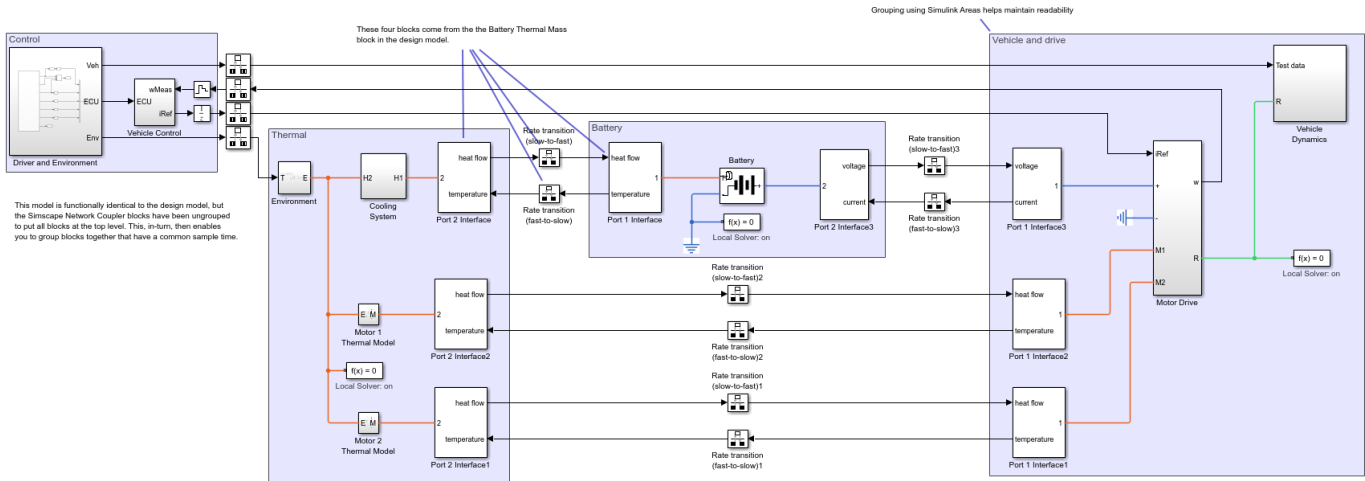 Grouping using Simulink Areas helps maintain readability
These four blocks come from the the Battery Thermal Mass
block in the design model.
Control
Veh
ECU
Env
Driver and Environment
wMeas
ECU
iRef
Vehicle Control
1
z
This model is functionally identical to the design model, but
the Simscape Network Coupler blocks have been ungrouped
to put all blocks at the top level. This, in-turn, then enables
you to group blocks together that have a common sample time.
Thermal
T
E
Environment
H2
H1
Cooling
System
2
heat flow
temperature
Port 2 Interface
E
M
Motor 1
Thermal Model
2
heat flow
temperature
Port 2 Interface2
f(x) = 0
Local Solver: on
E
M
Motor 2
Thermal Model
2
heat flow
temperature
Port 2 Interface1
Rate transition
(slow-to-fast)
Rate transition
(fast-to-slow)
Battery
heat flow
temperature
1
Port 1 Interface
Battery
H
+
-
f(x) = 0
Local Solver: on
2
voltage
current
Port 2 Interface3
Rate transition
(slow-to-fast)3
Rate transition
(fast-to-slow)3
Rate transition
(slow-to-fast)2
Rate transition
(fast-to-slow)2
Rate transition
(slow-to-fast)1
Rate transition
(fast-to-slow)1
Vehicle and drive
voltage
current
1
Port 1 Interface3
heat flow
temperature
1
Port 1 Interface2
heat flow
temperature
1
Port 1 Interface1
iRef
+
-
M1
M2
w
R
Motor Drive
Test data
R
Vehicle
Dynamics
f(x) = 0
Local Solver: on